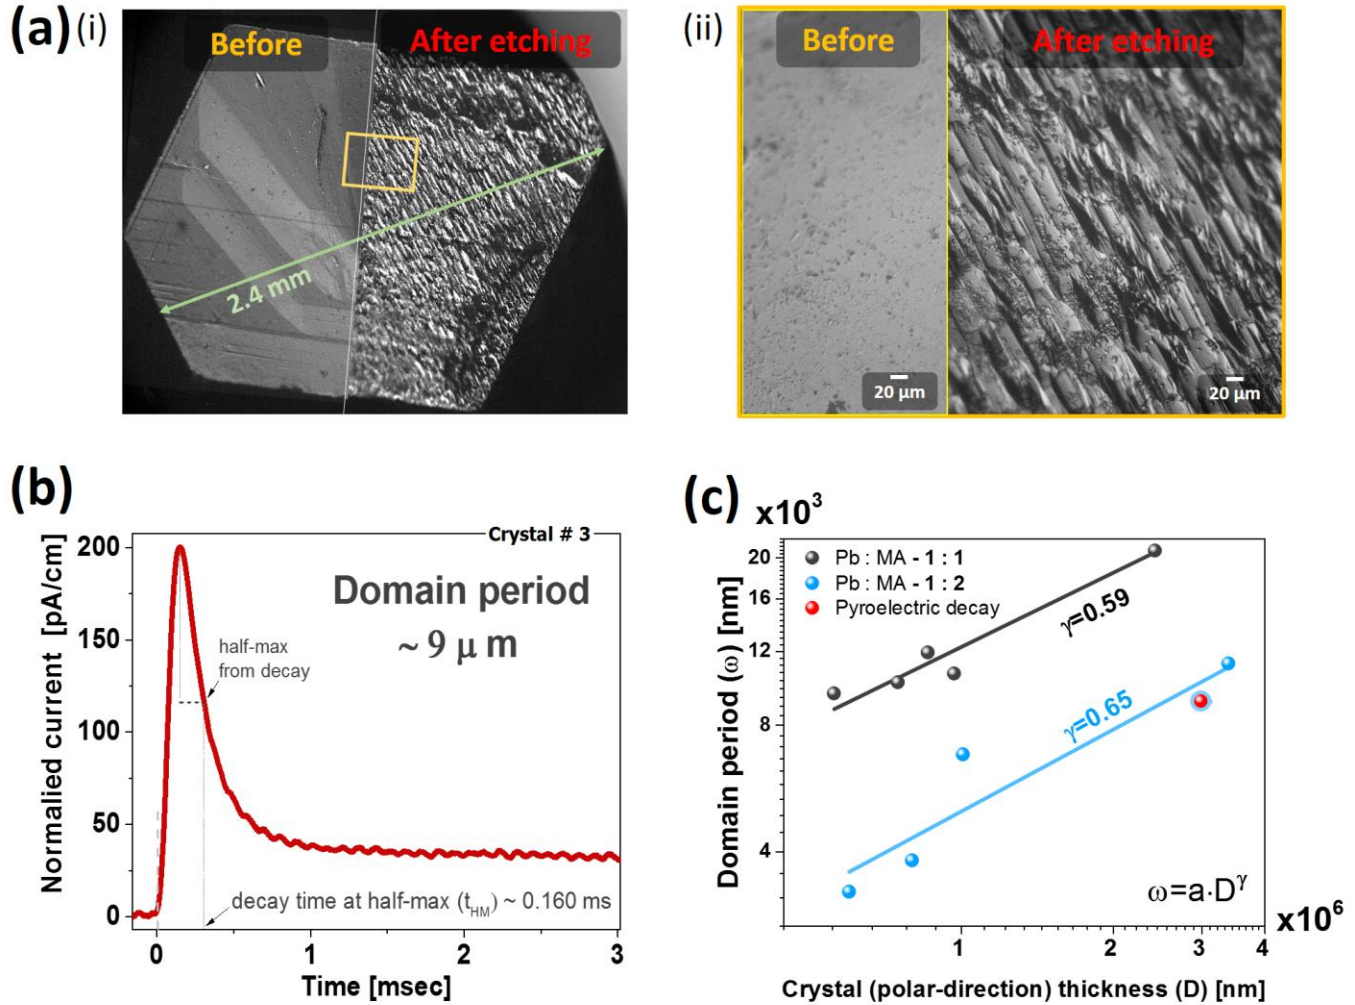 (a) (i)
Before
After etching
2.4 mm
(ii)
Before
After etching
20 µm
20 µm
(b)
Crystal # 3
Domain period
~ 9 µ m
half-max
from decay
decay time at half-max (tHM) ~ 0.160 ms
Normalied current [pA/cm]
200
150
100
50
0
0 1 2 3
Time [msec]
(c)
x10³
Pb : MA - 1 : 1
Pb : MA - 1 : 2
Pyroelectric decay
γ=0.59
γ=0.65
ω=a·D^γ
Domain period (ω) [nm]
20
16
12
8
4
1 2 3 4
x10⁶
Crystal (polar-direction) thickness (D) [nm]